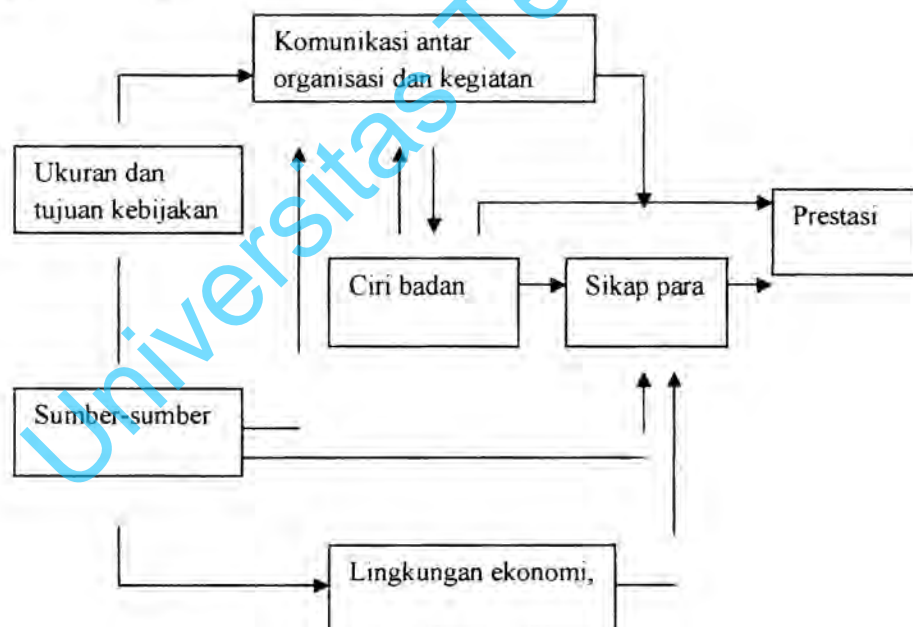 Komunikasi antar
organisasi dan kegiatan
Ukuran dan
tujuan kebijakan
Prestasi
Ciri badan
Sikap para
Sumber-sumber
Lingkungan ekonomi,
Universitas Te